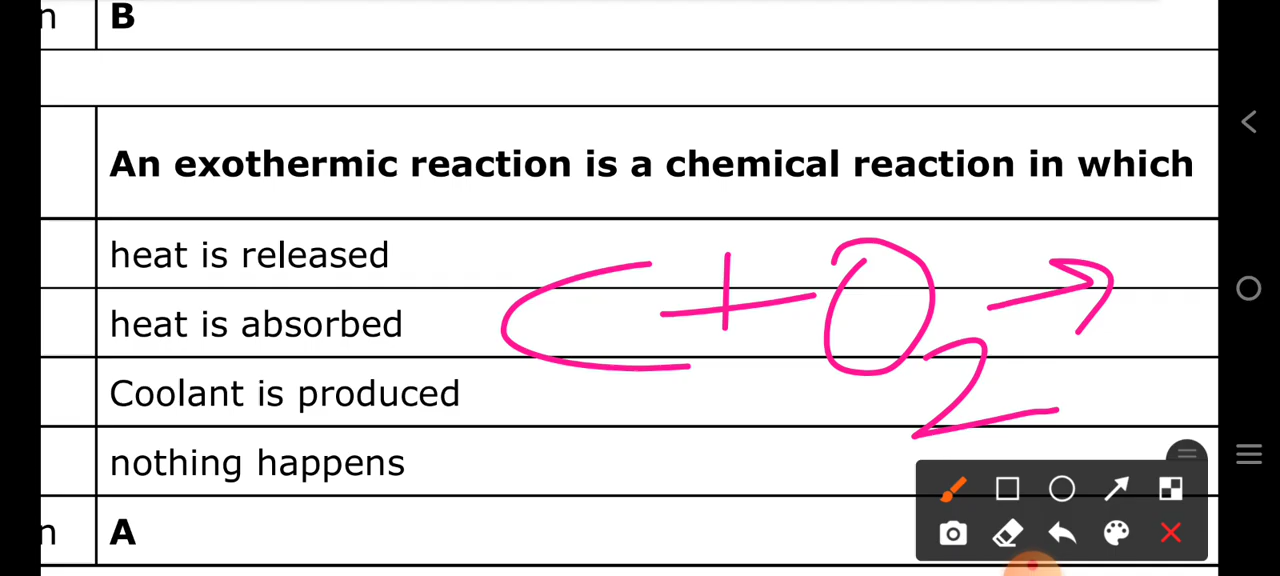 n B
An exothermic reaction is a chemical reaction in which
heat is released
heat is absorbed
C + O2 →
Coolant is produced
nothing happens
n A